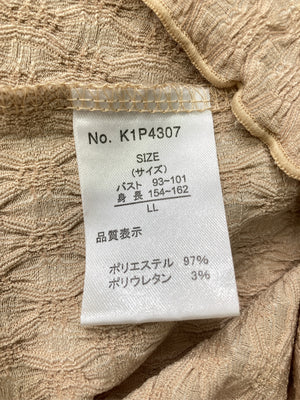 No. K1P4307
SIZE
(サイズ)
バスト 93-101
身長 154-162
LL
品質表示
ポリエステル 97%
ポリウレタン 3%